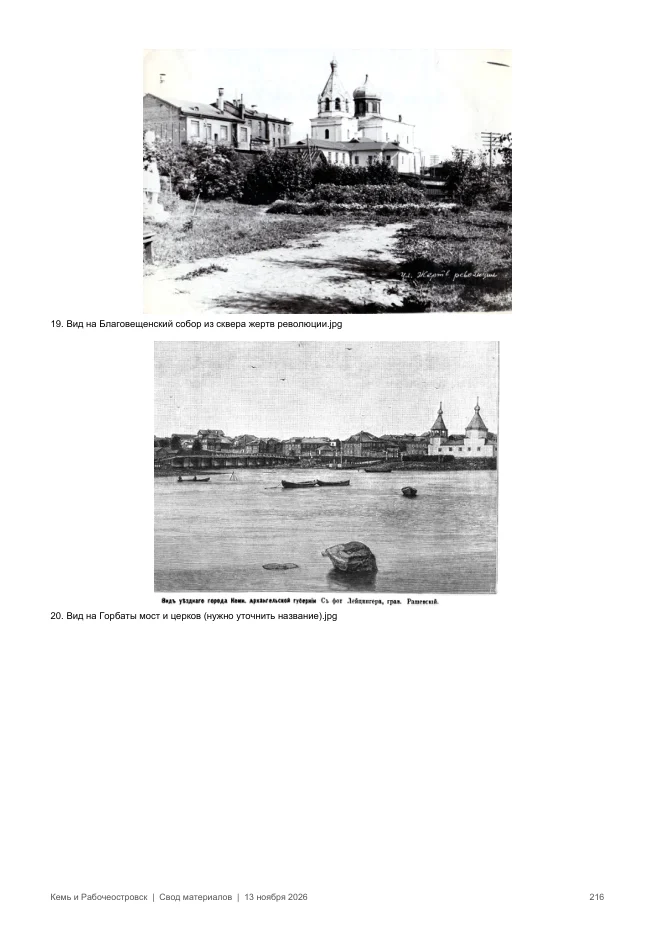 ул. Жертв революции
19. Вид на Благовещенский собор из сквера жертв революции.jpg
Видъ уѣзднаго города Кеми, архангельской губерніи Съ фот Лейцингера, грав. Рашевскій.
20. Вид на Горбаты мост и церков (нужно уточнить название).jpg
Кемь и Рабочеостровск | Свод материалов | 13 ноября 2026
216